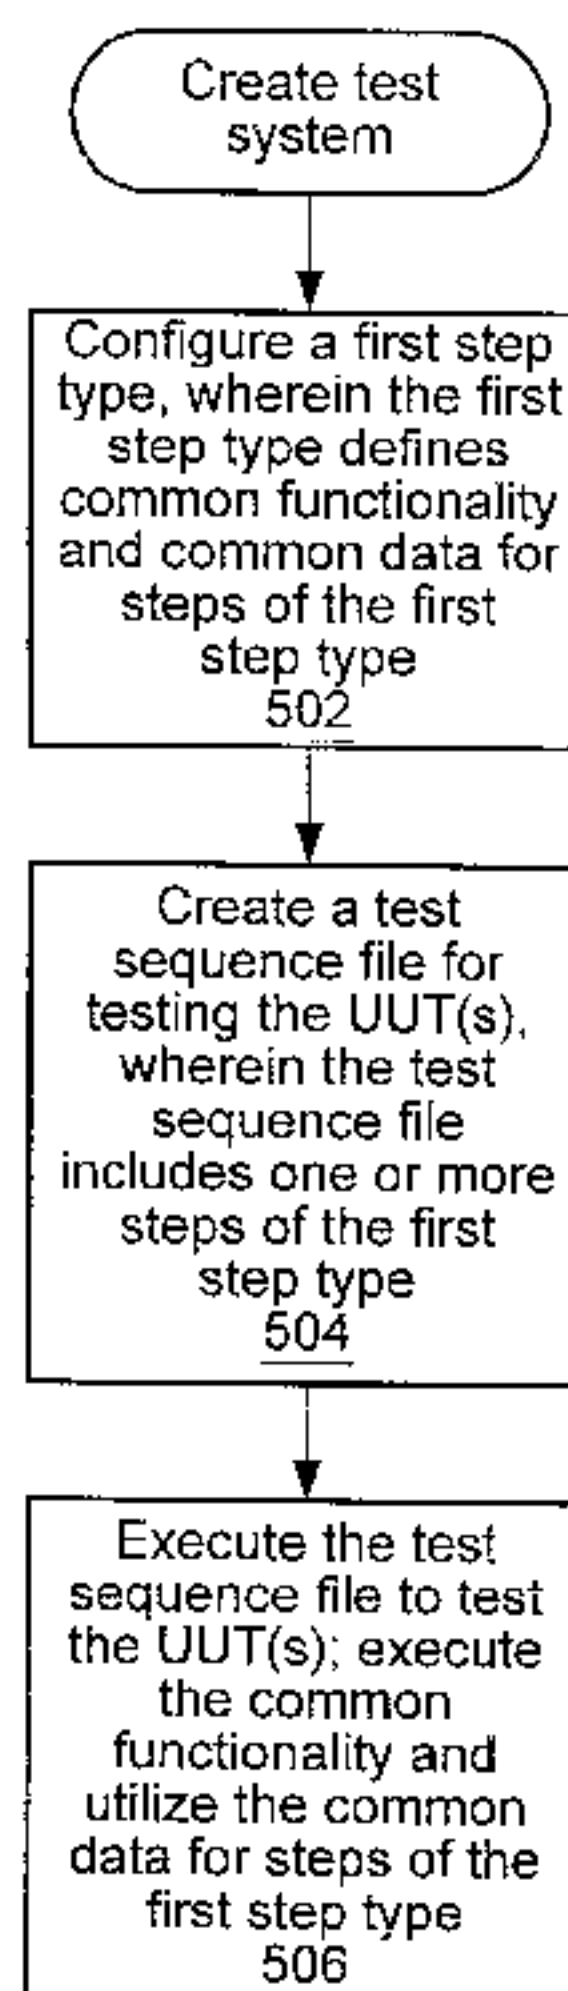 Create test
system
Configure a first step
type, wherein the first
step type defines
common functionality
and common data for
steps of the first
step type
502
Create a test
sequence file for
testing the UUT(s),
wherein the test
sequence file
includes one or more
steps of the first
step type
504
Execute the test
sequence file to test
the UUT(s); execute
the common
functionality and
utilize the common
data for steps of the
first step type
506